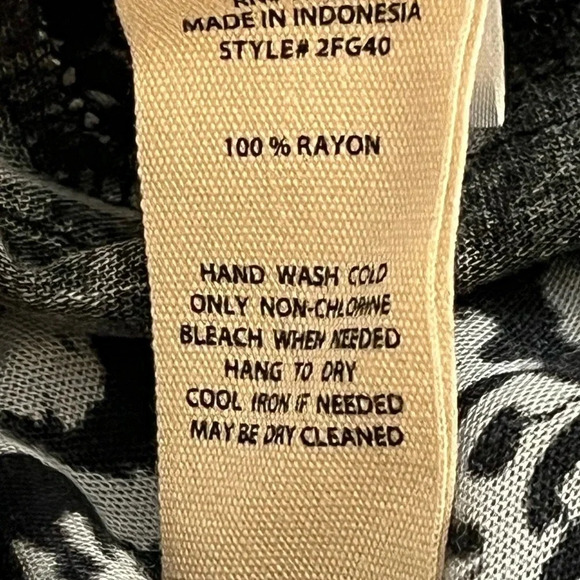 MADE IN INDONESIA
STYLE# 2FG40
100 % RAYON
HAND WASH COLD
ONLY NON-CHLORINE
BLEACH WHEN NEEDED
HANG TO DRY
COOL IRON IF NEEDED
MAY BE DRY CLEANED